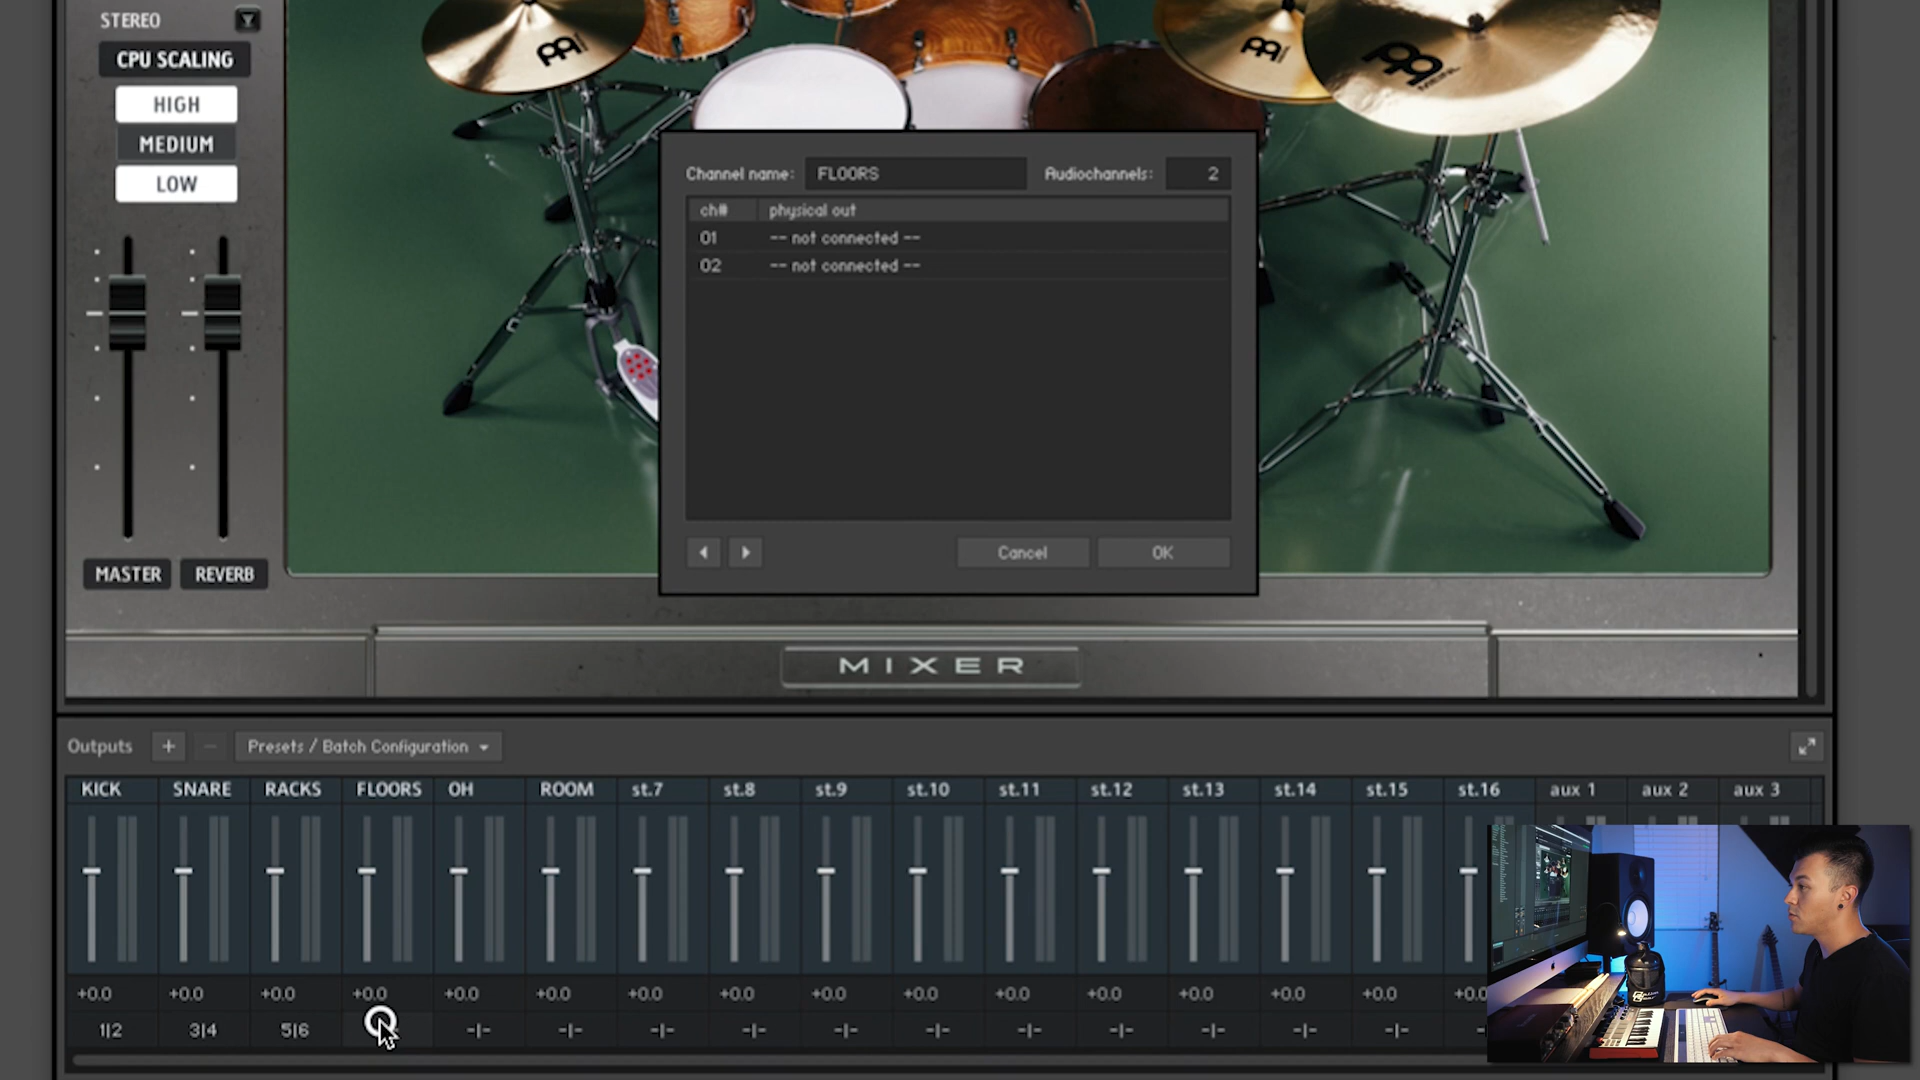 STEREO
CPU SCALING
HIGH
MEDIUM
LOW
MASTER REVERB
MEINL
Channel name: FLOORS Audiochannels: 2
ch# physical out
01 -- not connected --
02 -- not connected --
Cancel OK
MIXER
Outputs + - Presets / Batch Configuration
KICK SNARE RACKS FLOORS OH ROOM st.7 st.8 st.9 st.10 st.11 st.12 st.13 st.14 st.15 st.16 aux 1 aux 2 aux 3
+0.0 +0.0 +0.0 +0.0 +0.0 +0.0 +0.0 +0.0 +0.0 +0.0 +0.0 +0.0 +0.0 +0.0 +0.0
1|2 3|4 5|6 -|- -|- -|- -|- -|- -|- -|- -|- -|- -|- -|- -|-